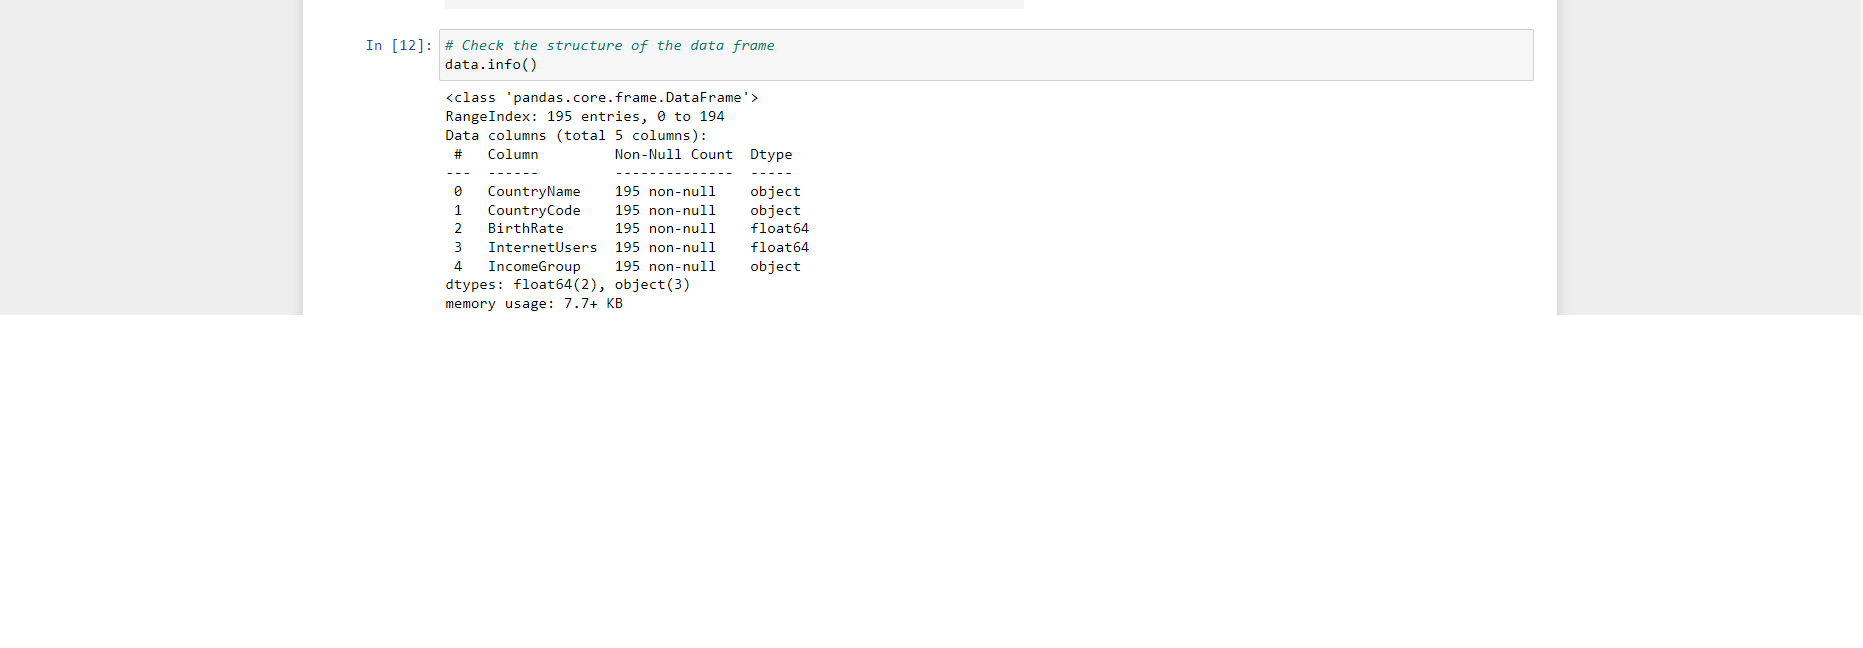 In [12]: # Check the structure of the data frame
data.info()
<class 'pandas.core.frame.DataFrame'>
RangeIndex: 195 entries, 0 to 194
Data columns (total 5 columns):
 #   Column         Non-Null Count  Dtype
---  ------         --------------  -----
 0   CountryName    195 non-null    object
 1   CountryCode    195 non-null    object
 2   BirthRate      195 non-null    float64
 3   InternetUsers  195 non-null    float64
 4   IncomeGroup    195 non-null    object
dtypes: float64(2), object(3)
memory usage: 7.7+ KB